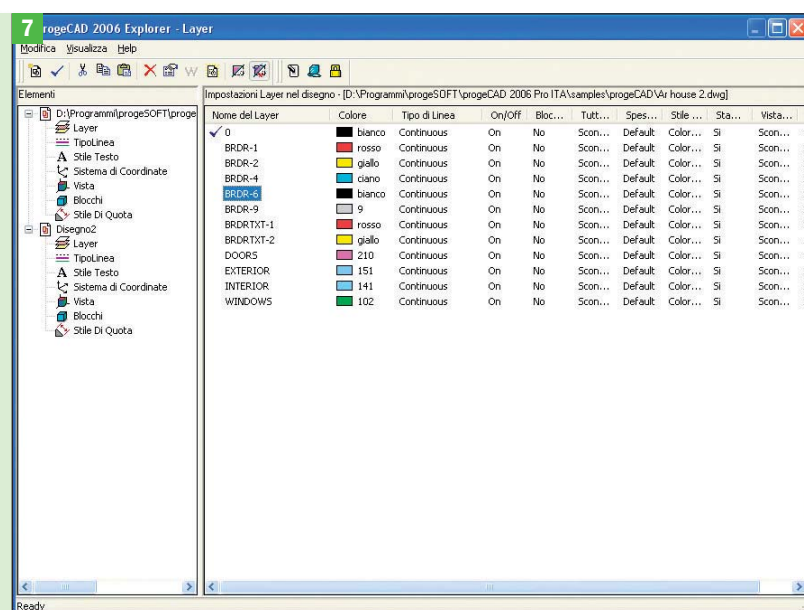 7
progeCAD 2006 Explorer - Layer
Modifica Visualizza Help
Elementi
D:\Programmi\progeSOFT\proge
Layer
TipoLinea
Stile Testo
Sistema di Coordinate
Vista
Blocchi
Stile Di Quota
Disegno2
Layer
TipoLinea
Stile Testo
Sistema di Coordinate
Vista
Blocchi
Stile Di Quota
Impostazioni Layer nel disegno - [D:\Programmi\progeSOFT\progeCAD 2006 Pro ITA\samples\progeCAD\Ar house 2.dwg]
Nome del Layer Colore Tipo di Linea On/Off Bloc... Tutt... Spes... Stile ... Sta... Vista...
0 bianco Continuous On No Scon... Default Color... Si Scon...
BRDR-1 rosso Continuous On No Scon... Default Color... Si Scon...
BRDR-2 giallo Continuous On No Scon... Default Color... Si Scon...
BRDR-4 ciano Continuous On No Scon... Default Color... Si Scon...
BRDR-6 bianco Continuous On No Scon... Default Color... Si Scon...
BRDR-9 9 Continuous On No Scon... Default Color... Si Scon...
BRDRTXT-1 rosso Continuous On No Scon... Default Color... Si Scon...
BRDRTXT-2 giallo Continuous On No Scon... Default Color... Si Scon...
DOORS 210 Continuous On No Scon... Default Color... Si Scon...
EXTERIOR 151 Continuous On No Scon... Default Color... Si Scon...
INTERIOR 141 Continuous On No Scon... Default Color... Si Scon...
WINDOWS 102 Continuous On No Scon... Default Color... Si Scon...
Ready